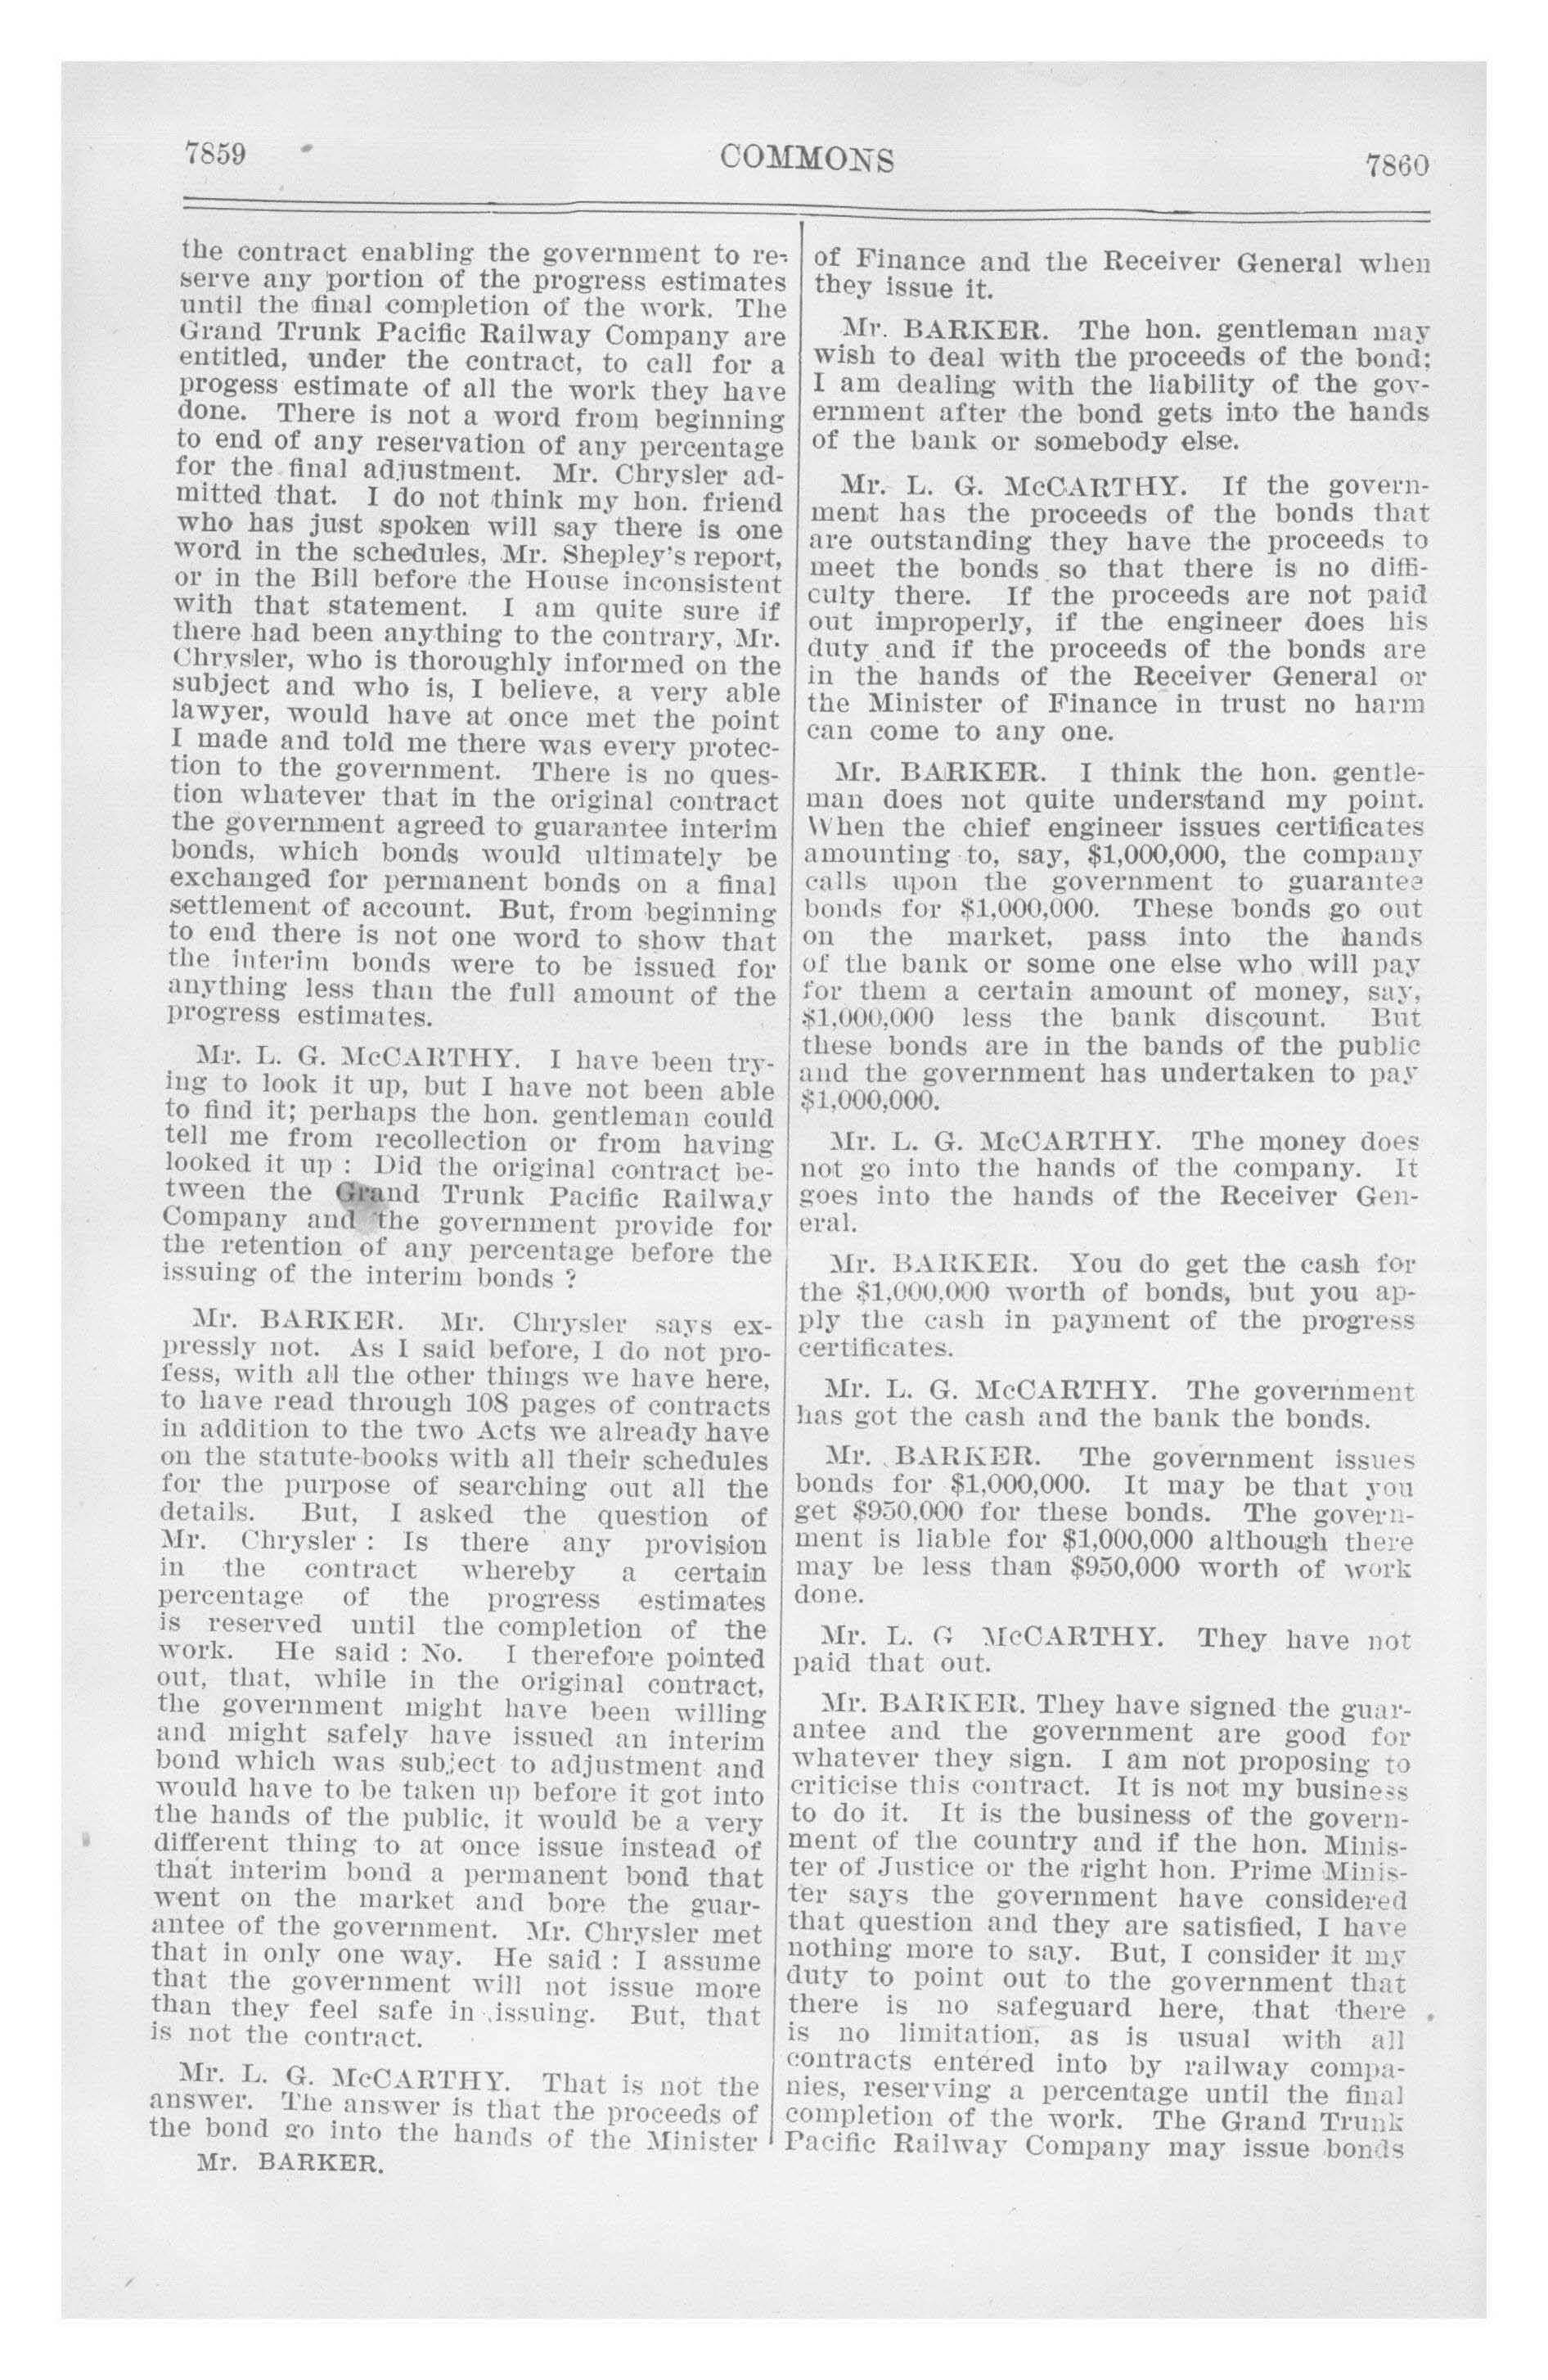 7859
COMMONS
7860
the contract enabling the government to re-
serve any portion of the progress estimates
until the final completion of the work. The
Grand Trunk Pacific Railway Company are
entitled, under the contract, to call for a
progess estimate of all the work they have
done. There is not a word from beginning
to end of any reservation of any percentage
for the final adjustment. Mr. Chrysler ad-
mitted that. I do not think my hon. friend
who has just spoken will say there is one
word in the schedules, Mr. Shepley's report,
or in the Bill before the House inconsistent
with that statement. I am quite sure if
there had been anything to the contrary, Mr.
Chrysler, who is thoroughly informed on the
subject and who is, I believe, a very able
lawyer, would have at once met the point
I made and told me there was every protec-
tion to the government. There is no ques-
tion whatever that in the original contract
the government agreed to guarantee interim
bonds, which bonds would ultimately be
exchanged for permanent bonds on a final
settlement of account. But, from beginning
to end there is not one word to show that
the interim bonds were to be issued for
anything less than the full amount of the
progress estimates.
Mr. L. G. McCARTHY. I have been try-
ing to look it up, but I have not been able
to find it; perhaps the hon. gentleman could
tell me from recollection or from having
looked it up : Did the original contract be-
tween the Grand Trunk Pacific Railway
Company and the government provide for
the retention of any percentage before the
issuing of the interim bonds ?
Mr. BARKER. Mr. Chrysler says ex-
pressly not. As I said before, I do not pro-
fess, with all the other things we have here,
to have read through 108 pages of contracts
in addition to the two Acts we already have
on the statute-books with all their schedules
for the purpose of searching out all the
details. But, I asked the question of
Mr. Chrysler : Is there any provision
in the contract whereby a certain
percentage of the progress estimates
is reserved until the completion of the
work. He said : No. I therefore pointed
out, that, while in the original contract,
the government might have been willing
and might safely have issued an interim
bond which was subject to adjustment and
would have to be taken up before it got into
the hands of the public, it would be a very
different thing to at once issue instead of
that interim bond a permanent bond that
went on the market and bore the guar-
antee of the government. Mr. Chrysler met
that in only one way. He said : I assume
that the government will not issue more
than they feel safe in issuing. But, that
is not the contract.
Mr. L. G. McCARTHY. That is not the
answer. The answer is that the proceeds of
the bond go into the hands of the Minister
Mr. BARKER.
of Finance and the Receiver General when
they issue it.
Mr. BARKER. The hon. gentleman may
wish to deal with the proceeds of the bond;
I am dealing with the liability of the gov-
ernment after the bond gets into the hands
of the bank or somebody else.
Mr. L. G. McCARTHY. If the govern-
ment has the proceeds of the bonds that
are outstanding they have the proceeds to
meet the bonds so that there is no diffi-
culty there. If the proceeds are not paid
out improperly, if the engineer does his
duty and if the proceeds of the bonds are
in the hands of the Receiver General or
the Minister of Finance in trust no harm
can come to any one.
Mr. BARKER. I think the hon. gentle-
man does not quite understand my point.
When the chief engineer issues certificates
amounting to, say, $1,000,000, the company
calls upon the government to guarantee
bonds for $1,000,000. These bonds go out
on the market, pass into the hands
of the bank or some one else who will pay
for them a certain amount of money, say,
$1,000,000 less the bank discount. But
these bonds are in the bands of the public
and the government has undertaken to pay
$1,000,000.
Mr. L. G. McCARTHY. The money does
not go into the hands of the company. It
goes into the hands of the Receiver Gen-
eral.
Mr. BARKER. You do get the cash for
the $1,000,000 worth of bonds, but you ap-
ply the cash in payment of the progress
certificates.
Mr. L. G. McCARTHY. The government
has got the cash and the bank the bonds.
Mr. BARKER. The government issues
bonds for $1,000,000. It may be that you
get $950,000 for these bonds. The govern-
ment is liable for $1,000,000 although there
may be less than $950,000 worth of work
done.
Mr. L. G McCARTHY. They have not
paid that out.
Mr. BARKER. They have signed the guar-
antee and the government are good for
whatever they sign. I am not proposing to
criticise this contract. It is not my business
to do it. It is the business of the govern-
ment of the country and if the hon. Minis-
ter of Justice or the right hon. Prime Minis-
ter says the government have considered
that question and they are satisfied, I have
nothing more to say. But, I consider it my
duty to point out to the government that
there is no safeguard here, that there
is no limitation, as is usual with all
contracts entered into by railway compa-
nies, reserving a percentage until the final
completion of the work. The Grand Trunk
Pacific Railway Company may issue bonds